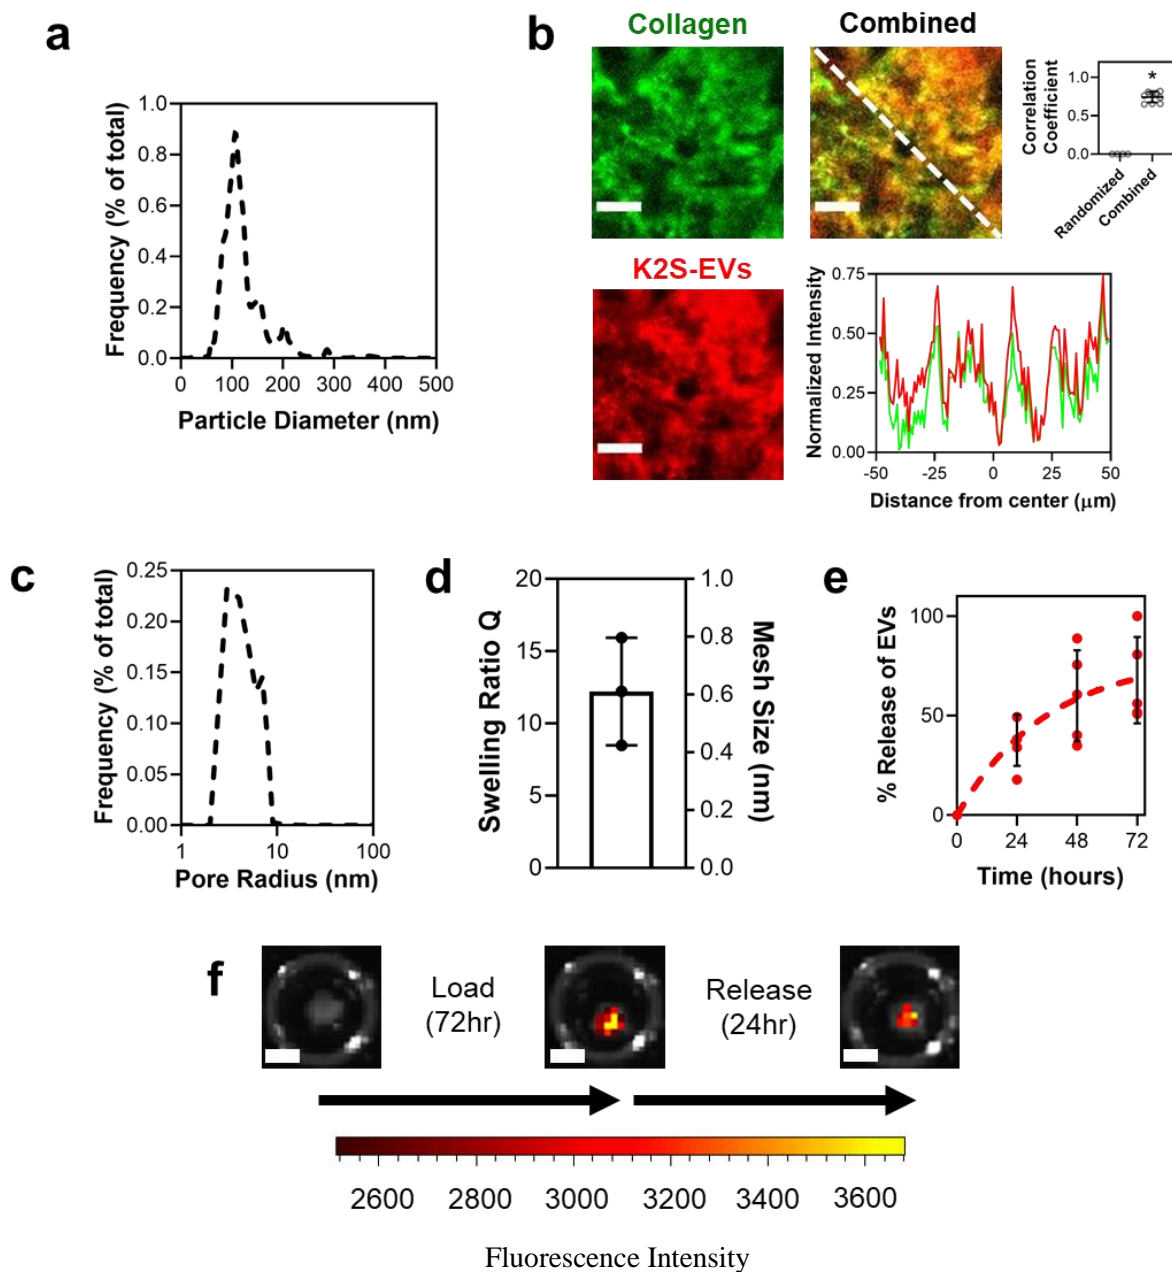 a
1.0
0.8
0.6
0.4
0.2
0.0
Frequency (% of total)
0 100 200 300 400 500
Particle Diameter (nm)
b
Collagen
Combined
K2S-EVs
Correlation
Coefficient
1.0
0.5
0.0
*
Randomized
Combined
Normalized Intensity
0.75
0.50
0.25
0.00
-50 -25 0 25 50
Distance from center (μm)
c
Frequency (% of total)
0.25
0.20
0.15
0.10
0.05
0.00
1 10 100
Pore Radius (nm)
d
Swelling Ratio Q
20
15
10
5
0
1.0
0.8
0.6
0.4
0.2
0.0
Mesh Size (nm)
e
% Release of EVs
100
50
0
0 24 48 72
Time (hours)
f
Load
(72hr)
Release
(24hr)
2600 2800 3000 3200 3400 3600
Fluorescence Intensity